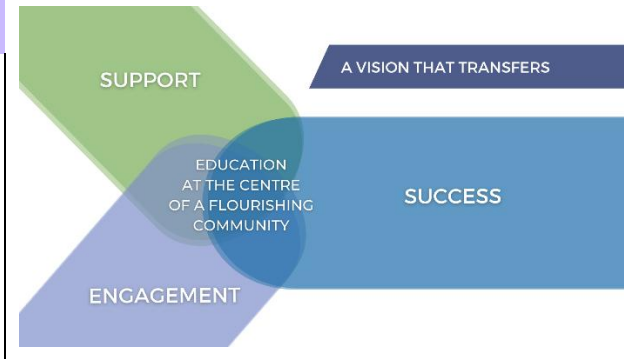 SUPPORT
A VISION THAT TRANSFERS
EDUCATION
AT THE CENTRE
OF A FLOURISHING
COMMUNITY
SUCCESS
ENGAGEMENT